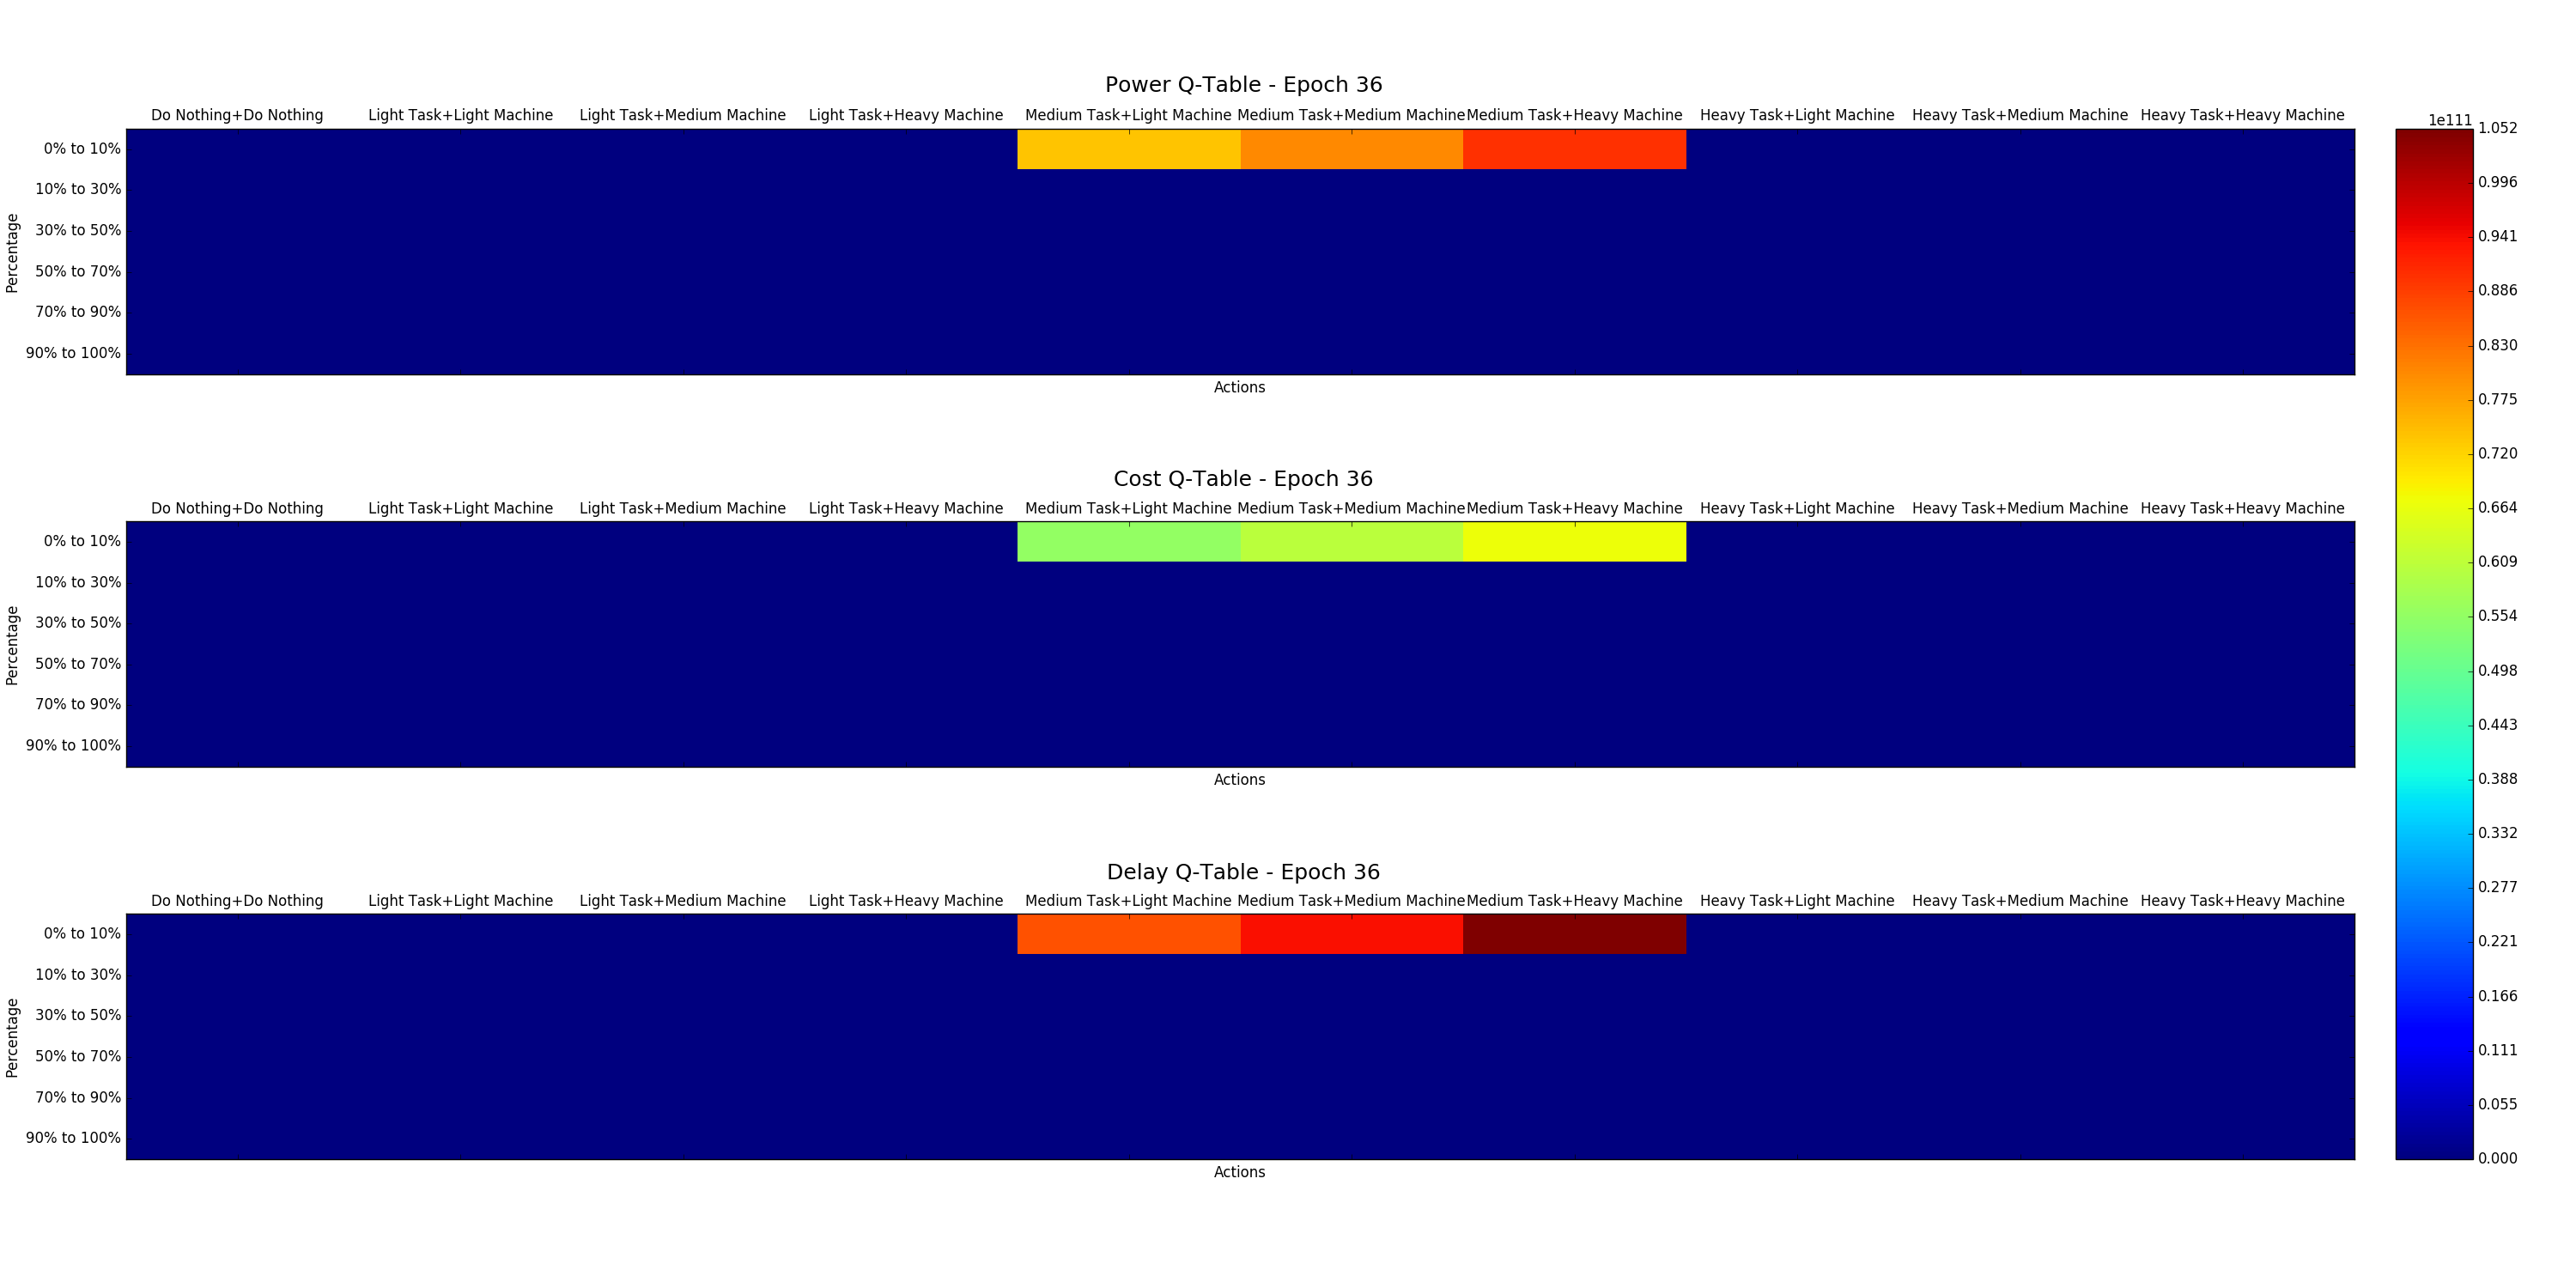 Power Q-Table - Epoch 36
Do Nothing+Do Nothing Light Task+Light Machine Light Task+Medium Machine Light Task+Heavy Machine Medium Task+Light Machine Medium Task+Medium Machine Medium Task+Heavy Machine Heavy Task+Light Machine Heavy Task+Medium Machine Heavy Task+Heavy Machine
Percentage
0% to 10%
10% to 30%
30% to 50%
50% to 70%
70% to 90%
90% to 100%
Actions
Cost Q-Table - Epoch 36
Do Nothing+Do Nothing Light Task+Light Machine Light Task+Medium Machine Light Task+Heavy Machine Medium Task+Light Machine Medium Task+Medium Machine Medium Task+Heavy Machine Heavy Task+Light Machine Heavy Task+Medium Machine Heavy Task+Heavy Machine
Percentage
0% to 10%
10% to 30%
30% to 50%
50% to 70%
70% to 90%
90% to 100%
Actions
Delay Q-Table - Epoch 36
Do Nothing+Do Nothing Light Task+Light Machine Light Task+Medium Machine Light Task+Heavy Machine Medium Task+Light Machine Medium Task+Medium Machine Medium Task+Heavy Machine Heavy Task+Light Machine Heavy Task+Medium Machine Heavy Task+Heavy Machine
Percentage
0% to 10%
10% to 30%
30% to 50%
50% to 70%
70% to 90%
90% to 100%
Actions
1e111
1.052
0.996
0.941
0.886
0.830
0.775
0.720
0.664
0.609
0.554
0.498
0.443
0.388
0.332
0.277
0.221
0.166
0.111
0.055
0.000